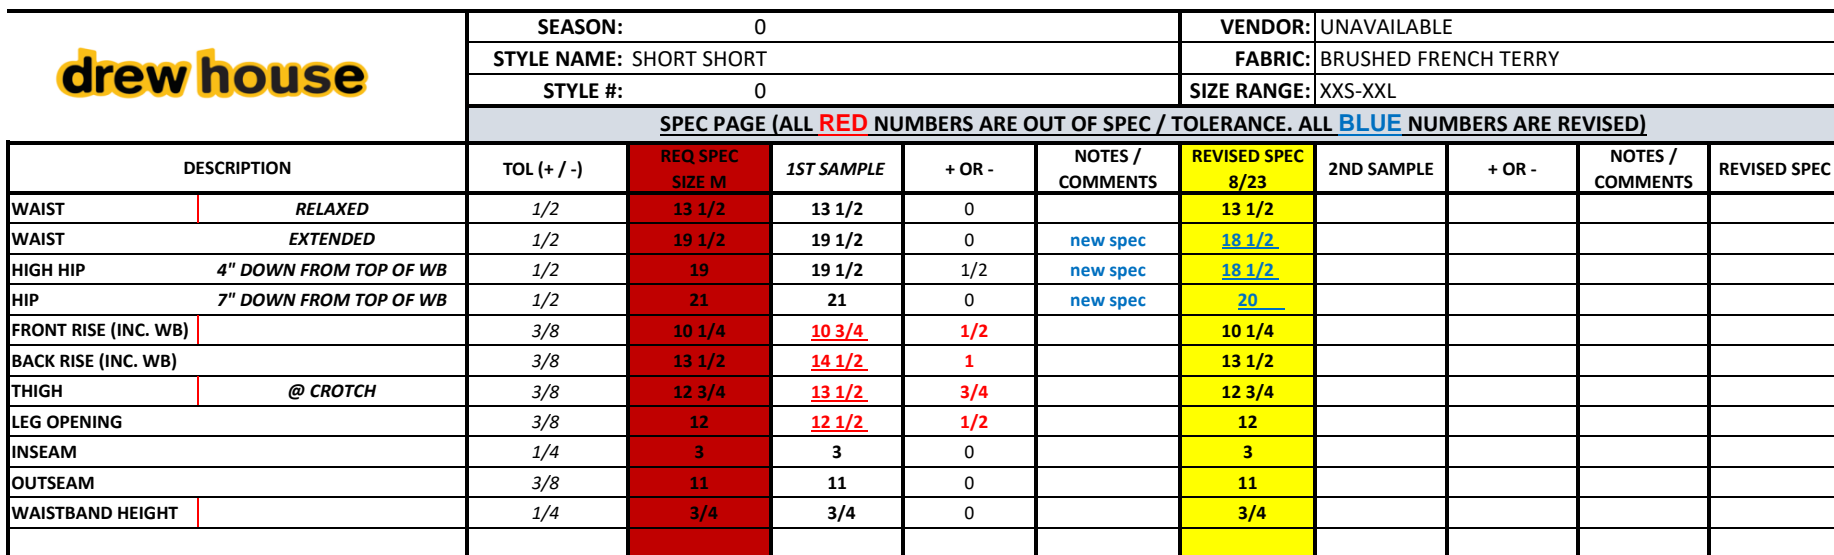 drew house
SEASON: 0 VENDOR: UNAVAILABLE
STYLE NAME: SHORT SHORT FABRIC: BRUSHED FRENCH TERRY
STYLE #: 0 SIZE RANGE: XXS-XXL
SPEC PAGE (ALL RED NUMBERS ARE OUT OF SPEC / TOLERANCE. ALL BLUE NUMBERS ARE REVISED)
DESCRIPTION TOL (+ / -) REQ SPEC SIZE M 1ST SAMPLE + OR - NOTES / COMMENTS REVISED SPEC 8/23 2ND SAMPLE + OR - NOTES / COMMENTS REVISED SPEC
WAIST RELAXED 1/2 13 1/2 13 1/2 0 13 1/2
WAIST EXTENDED 1/2 19 1/2 19 1/2 0 new spec 18 1/2
HIGH HIP 4" DOWN FROM TOP OF WB 1/2 19 19 1/2 1/2 new spec 18 1/2
HIP 7" DOWN FROM TOP OF WB 1/2 21 21 0 new spec 20
FRONT RISE (INC. WB) 3/8 10 1/4 10 3/4 1/2 10 1/4
BACK RISE (INC. WB) 3/8 13 1/2 14 1/2 1 13 1/2
THIGH @ CROTCH 3/8 12 3/4 13 1/2 3/4 12 3/4
LEG OPENING 3/8 12 12 1/2 1/2 12
INSEAM 1/4 3 3 0 3
OUTSEAM 3/8 11 11 0 11
WAISTBAND HEIGHT 1/4 3/4 3/4 0 3/4